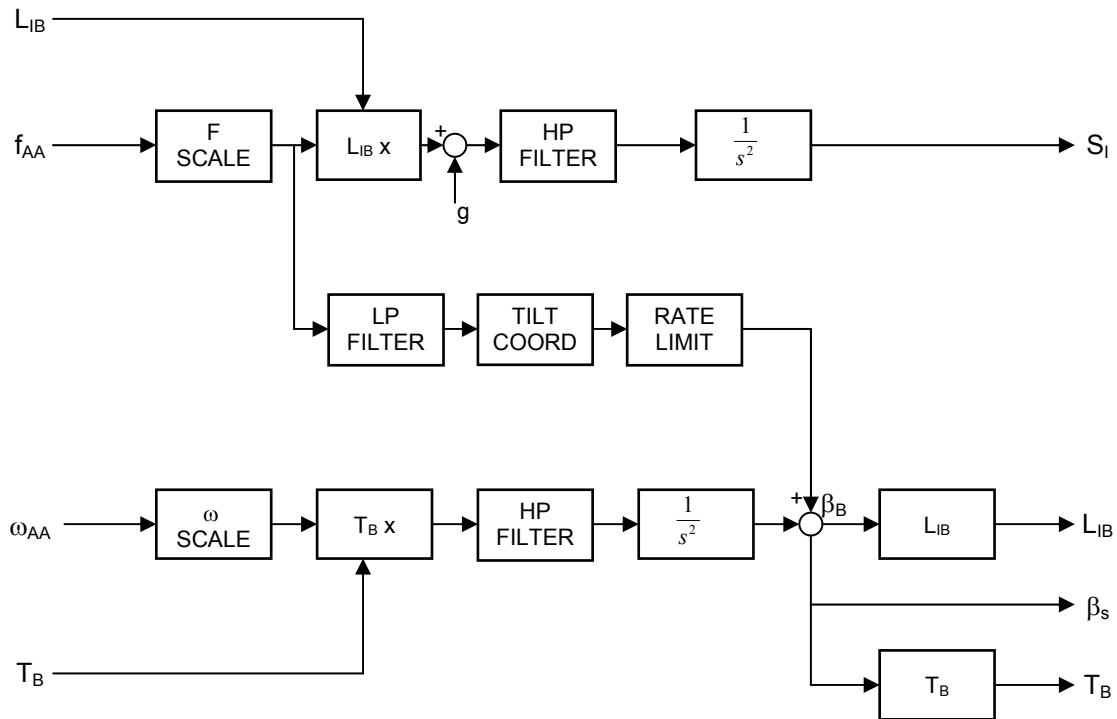 L_IB
f_AA
F
SCALE
L_IB x
+
g
HP
FILTER
1
s²
S_I
LP
FILTER
TILT
COORD
RATE
LIMIT
ω_AA
ω
SCALE
T_B x
HP
FILTER
1
s²
+
β_B
L_IB
L_IB
β_s
T_B
T_B
T_B